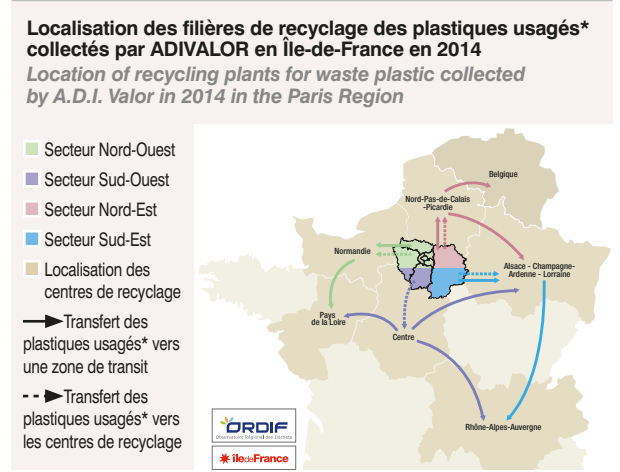 Localisation des filières de recyclage des plastiques usagés*
collectés par ADIVALOR en Île-de-France en 2014
Location of recycling plants for waste plastic collected
by A.D.I. Valor in 2014 in the Paris Region
Secteur Nord-Ouest
Secteur Sud-Ouest
Secteur Nord-Est
Secteur Sud-Est
Localisation des
centres de recyclage
Transfert des
plastiques usagés* vers
une zone de transit
Transfert des
plastiques usagés* vers
les centres de recyclage
Belgique
Nord-Pas-de-Calais
-Picardie
Normandie
Alsace - Champagne-
Ardenne - Lorraine
Pays
de la Loire
Centre
Rhône-Alpes-Auvergne
ORDIF
Observatoire Régional des Déchets
îledeFrance